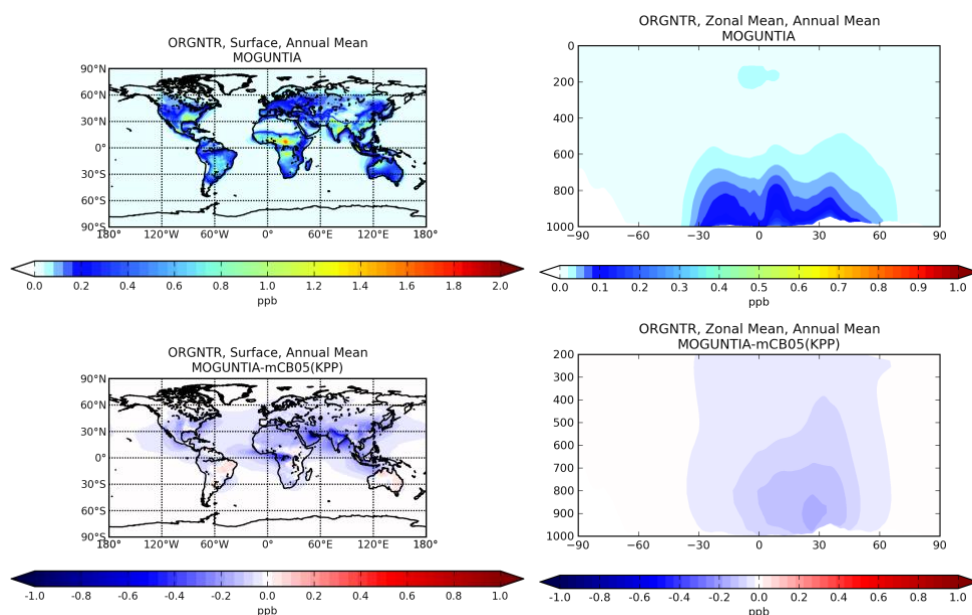 ORGNTR, Surface, Annual Mean
MOGUNTIA
90°N
60°N
30°N
0°
30°S
60°S
90°S
180° 120°W 60°W 0° 60°E 120°E 180°
0.0 0.2 0.4 0.6 0.8 1.0 1.2 1.4 1.6 1.8 2.0
ppb
ORGNTR, Zonal Mean, Annual Mean
MOGUNTIA
0
200
400
600
800
1000
−90 −30 0 30 60 90
0.0 0.1 0.2 0.3 0.4 0.5 0.6 0.7 0.8 0.9 1.0
ppb
ORGNTR, Surface, Annual Mean
MOGUNTIA-mCB05(KPP)
90°N
60°N
30°N
0°
30°S
60°S
90°S
180° 120°W 60°W 0° 60°E 120°E 180°
-1.0 -0.8 -0.6 -0.4 -0.2 0.0 0.2 0.4 0.6 0.8 1.0
ppb
ORGNTR, Zonal Mean, Annual Mean
MOGUNTIA-mCB05(KPP)
200
300
400
500
600
700
800
900
1000
−90 −30 0 30 60 90
-1.0 -0.8 -0.6 -0.4 -0.2 0.0 0.2 0.4 0.6 0.8 1.0
ppb